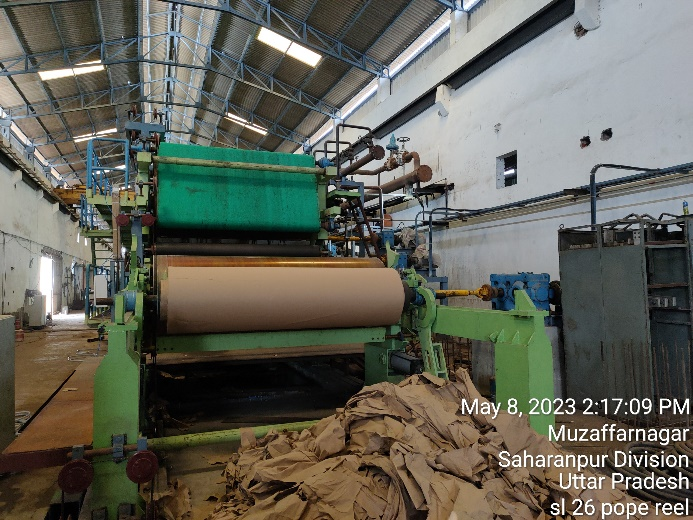 May 8, 2023 2:17:09 PM
Muzaffarnagar
Saharanpur Division
Uttar Pradesh
sl 26 pope reel